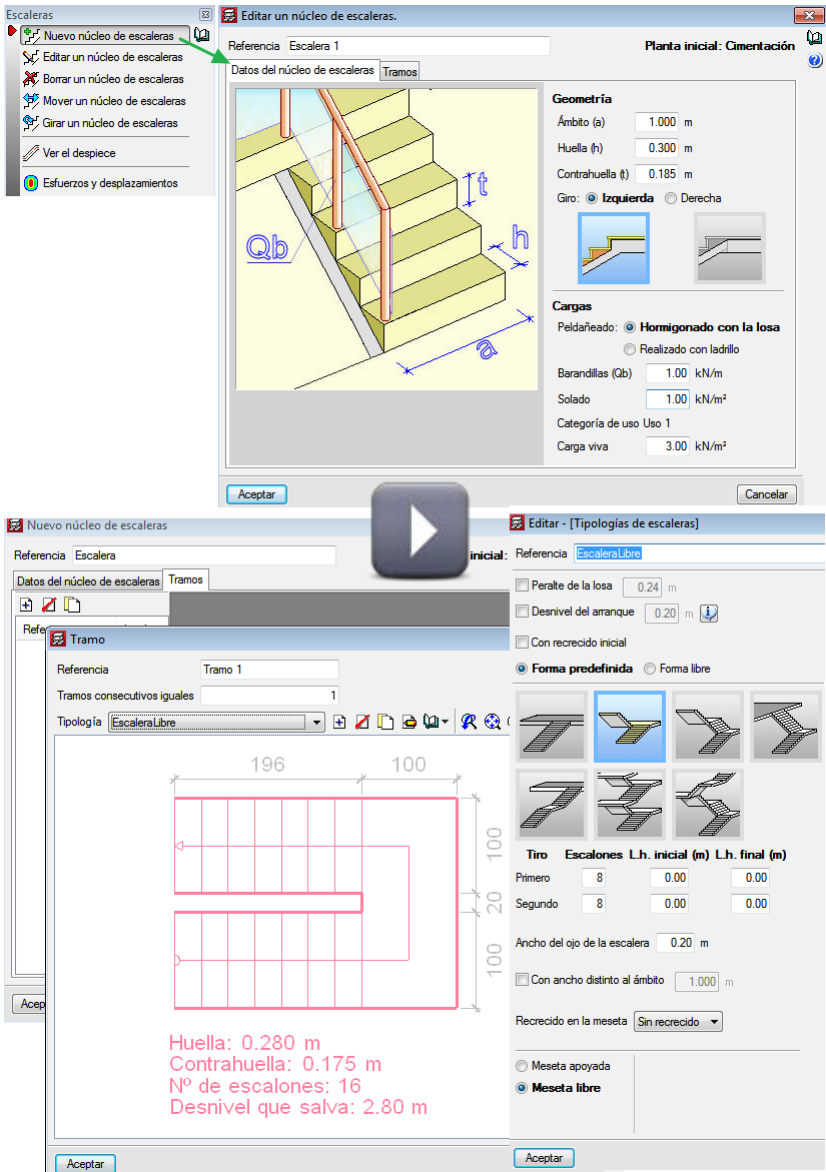 Escaleras
Nuevo núcleo de escaleras
Editar un núcleo de escaleras
Borrar un núcleo de escaleras
Mover un núcleo de escaleras
Girar un núcleo de escaleras
Ver el despiece
Esfuerzos y desplazamientos
Editar un núcleo de escaleras.
Referencia Escalera 1 Planta inicial: Cimentación
Datos del núcleo de escaleras Tramos
t
h
Qb
a
Geometría
Ámbito (a) 1.000 m
Huella (h) 0.300 m
Contrahuella (t) 0.185 m
Giro: Izquierda Derecha
Cargas
Peldañeado: Hormigonado con la losa
Realizado con ladrillo
Barandillas (Qb) 1.00 kN/m
Solado 1.00 kN/m²
Categoría de uso Uso 1
Carga viva 3.00 kN/m²
Aceptar Cancelar
Nuevo núcleo de escaleras
Referencia Escalera inicial:
Datos del núcleo de escaleras Tramos
Refe
Acep
Tramo
Referencia Tramo 1
Tramos consecutivos iguales 1
Tipología EscaleraLibre
196 100
100
20
100
Huella: 0.280 m
Contrahuella: 0.175 m
Nº de escalones: 16
Desnivel que salva: 2.80 m
Aceptar
Editar - [Tipologías de escaleras]
Referencia EscaleraLibre
Peralte de la losa 0.24 m
Desnivel del arranque 0.20 m
Con recrecido inicial
Forma predefinida Forma libre
Tiro Escalones L.h. inicial (m) L.h. final (m)
Primero 8 0.00 0.00
Segundo 8 0.00 0.00
Ancho del ojo de la escalera 0.20 m
Con ancho distinto al ámbito 1.000 m
Recrecido en la meseta Sin recrecido
Meseta apoyada
Meseta libre
Aceptar